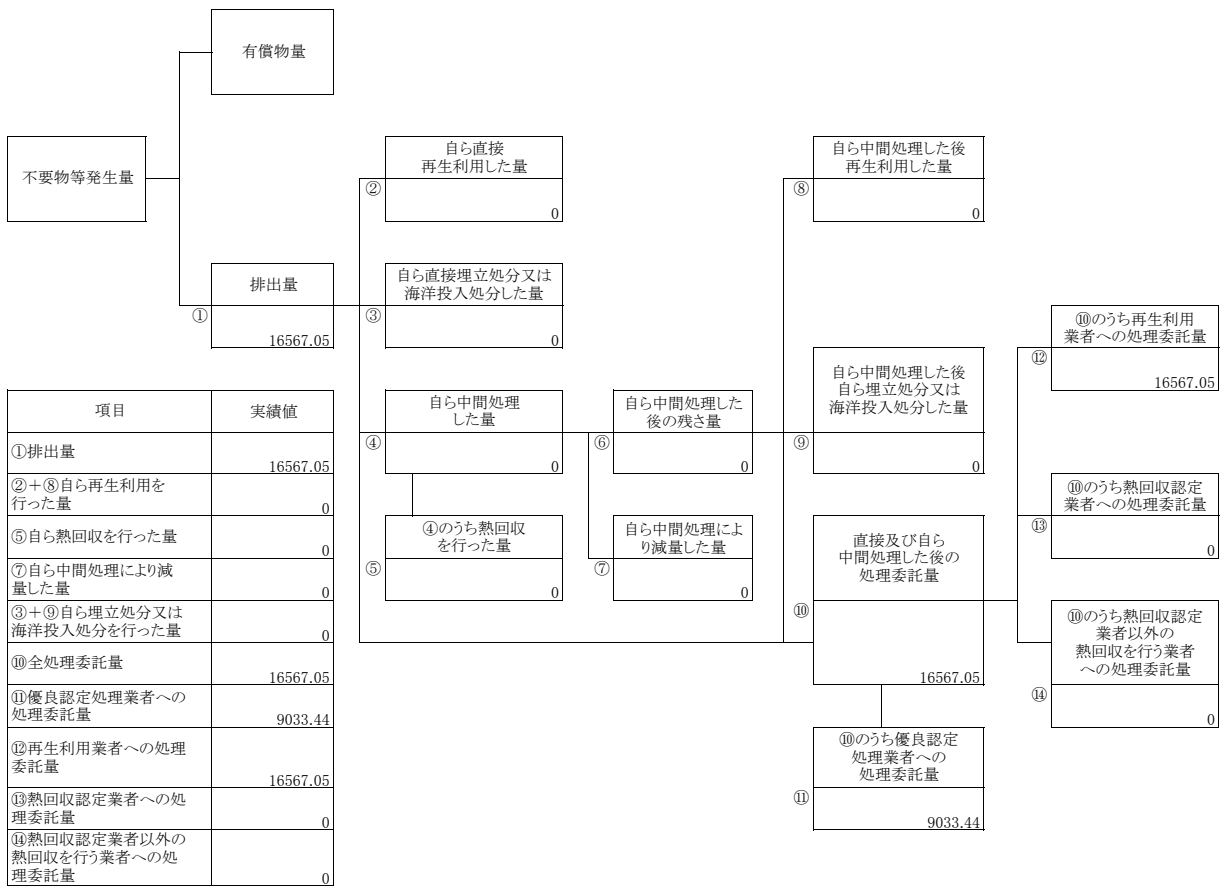 有償物量
不要物等発生量
自ら直接
再生利用した量
②
0
自ら中間処理した後
再生利用した量
⑧
0
排出量
①
16567.05
自ら直接埋立処分又は
海洋投入処分した量
③
0
⑩のうち再生利用
業者への処理委託量
⑫
16567.05
自ら中間処理
した量
④
0
自ら中間処理した
後の残さ量
⑥
0
自ら中間処理した後
自ら埋立処分又は
海洋投入処分した量
⑨
0
⑩のうち熱回収認定
業者への処理委託量
⑬
0
④のうち熱回収
を行った量
⑤
0
自ら中間処理によ
り減量した量
⑦
0
直接及び自ら
中間処理した後の
処理委託量
⑩
16567.05
⑩のうち熱回収認定
業者以外の
熱回収を行う業者
への処理委託量
⑭
0
⑩のうち優良認定
処理業者への
処理委託量
⑪
9033.44
項目
実績値
①排出量
16567.05
②+⑧自ら再生利用を
行った量
0
⑤自ら熱回収を行った量
0
⑦自ら中間処理により減
量した量
0
③+⑨自ら埋立処分又は
海洋投入処分を行った量
0
⑩全処理委託量
16567.05
⑪優良認定処理業者への
処理委託量
9033.44
⑫再生利用業者への処理
委託量
16567.05
⑬熱回収認定業者への処
理委託量
0
⑭熱回収認定業者以外の
熱回収を行う業者への処
理委託量
0